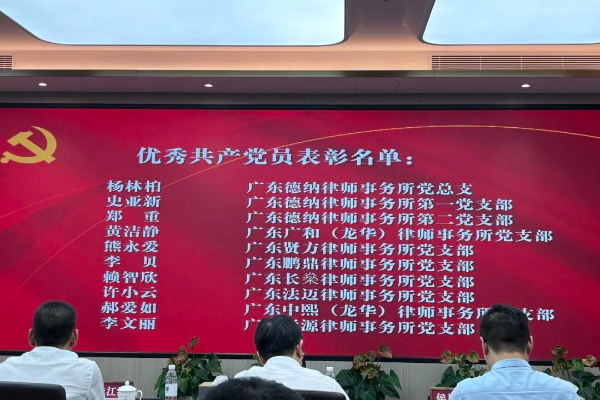 优秀共产党员表彰名单：
杨林柏 广东德纳律师事务所党总支
史亚新 广东德纳律师事务所第一党支部
郑 重 广东德纳律师事务所第二党支部
黄洁静 广东广和（龙华）律师事务所党支部
熊永爱 广东贤力律师事务所党支部
李 贝 广东鹏鼎律师事务所党支部
赖智欣 广东长燊律师事务所党支部
许小云 广东法迈律师事务所党支部
郝爱如 广东中熙（龙华）律师事务所党支部
李文丽 广 源律师事务所党支部
江
侯